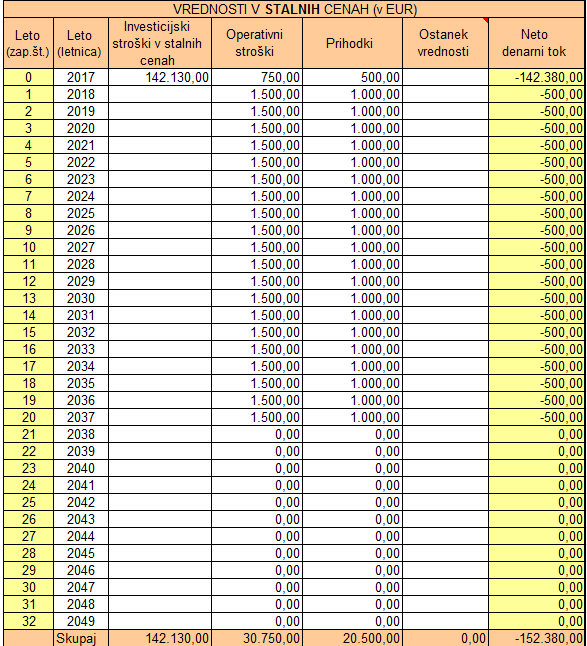 VREDNOSTI V STALNIH CENAH (v EUR)
Leto (zap.št.) Leto (letnica) Investicijski stroški v stalnih cenah Operativni stroški Prihodki Ostanek vrednosti Neto denarni tok
0 2017 142.130,00 750,00 500,00 -142.380,00
1 2018 1.500,00 1.000,00 -500,00
2 2019 1.500,00 1.000,00 -500,00
3 2020 1.500,00 1.000,00 -500,00
4 2021 1.500,00 1.000,00 -500,00
5 2022 1.500,00 1.000,00 -500,00
6 2023 1.500,00 1.000,00 -500,00
7 2024 1.500,00 1.000,00 -500,00
8 2025 1.500,00 1.000,00 -500,00
9 2026 1.500,00 1.000,00 -500,00
10 2027 1.500,00 1.000,00 -500,00
11 2028 1.500,00 1.000,00 -500,00
12 2029 1.500,00 1.000,00 -500,00
13 2030 1.500,00 1.000,00 -500,00
14 2031 1.500,00 1.000,00 -500,00
15 2032 1.500,00 1.000,00 -500,00
16 2033 1.500,00 1.000,00 -500,00
17 2034 1.500,00 1.000,00 -500,00
18 2035 1.500,00 1.000,00 -500,00
19 2036 1.500,00 1.000,00 -500,00
20 2037 1.500,00 1.000,00 -500,00
21 2038 0,00 0,00 0,00
22 2039 0,00 0,00 0,00
23 2040 0,00 0,00 0,00
24 2041 0,00 0,00 0,00
25 2042 0,00 0,00 0,00
26 2043 0,00 0,00 0,00
27 2044 0,00 0,00 0,00
28 2045 0,00 0,00 0,00
29 2046 0,00 0,00 0,00
30 2047 0,00 0,00 0,00
31 2048 0,00 0,00 0,00
32 2049 0,00 0,00 0,00
Skupaj 142.130,00 30.750,00 20.500,00 0,00 -152.380,00